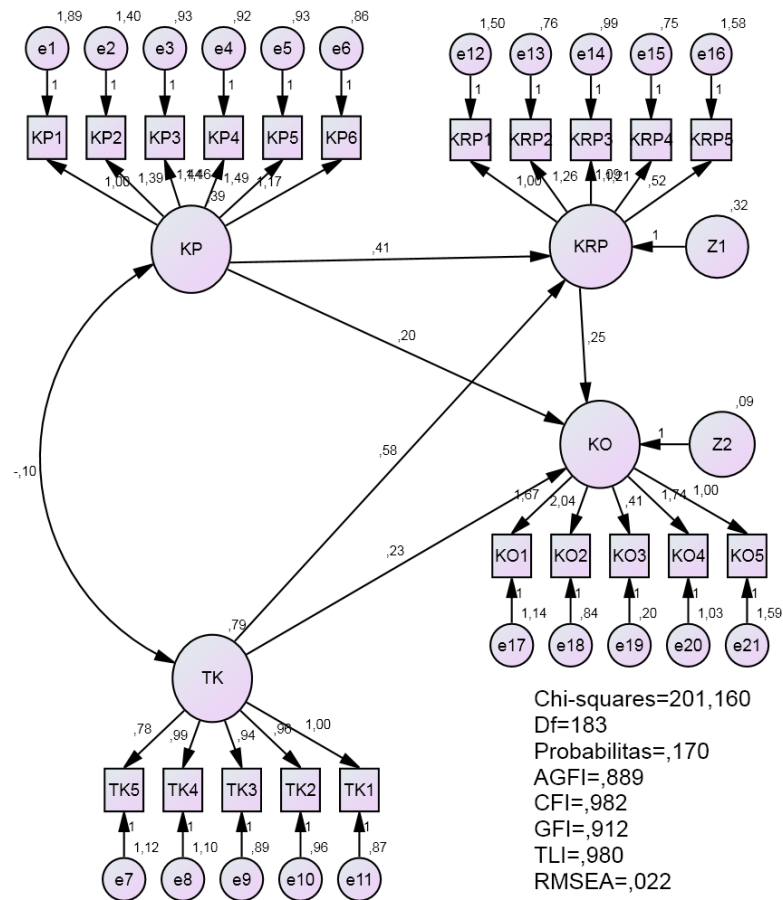 1,89 1,40 ,93 ,92 ,93 ,86
e1 e2 e3 e4 e5 e6
1 1 1 1 1 1
KP1 KP2 KP3 KP4 KP5 KP6
1,00 1,39 1,49 1,17
,39
KP
1,50 ,76 ,99 ,75 1,58
e12 e13 e14 e15 e16
1 1 1 1 1
KRP1 KRP2 KRP3 KRP4 KRP5
1,00 1,26 1,09 1,21 ,52
KRP
1
,32
Z1
,41
,20
,25
,58
,23
-,10
KO
1
,09
Z2
1,67 2,04 ,41 1,74 1,00
KO1 KO2 KO3 KO4 KO5
1 1 1 1 1
1,14 ,84 ,20 1,03 1,59
e17 e18 e19 e20 e21
,79
TK
,78 ,99 ,94 1,00
TK5 TK4 TK3 TK2 TK1
1 1 1 1 1
1,12 1,10 ,89 ,96 ,87
e7 e8 e9 e10 e11
Chi-squares=201,160
Df=183
Probabilitas=,170
AGFI=,889
CFI=,982
GFI=,912
TLI=,980
RMSEA=,022